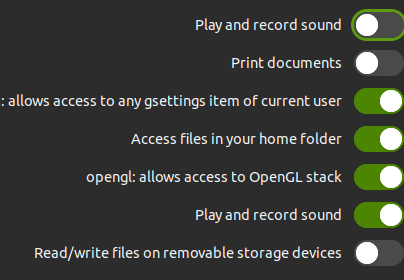 Play and record sound
Print documents
: allows access to any gsettings item of current user
Access files in your home folder
opengl: allows access to OpenGL stack
Play and record sound
Read/write files on removable storage devices